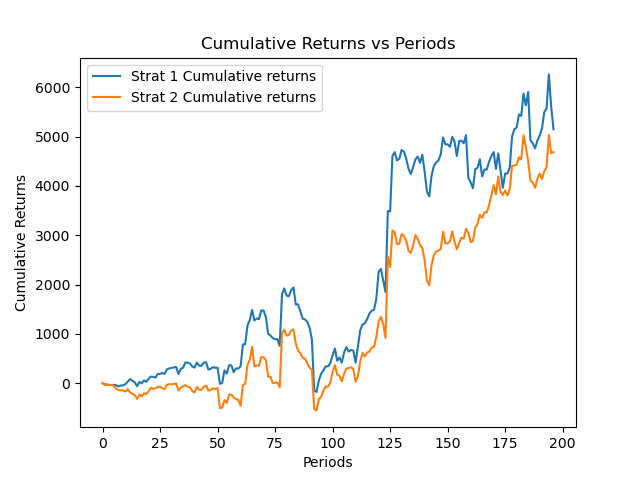 Cumulative Returns vs Periods
Strat 1 Cumulative returns
Strat 2 Cumulative returns
6000
5000
4000
3000
2000
1000
0
Cumulative Returns
0 25 50 75 100 125 150 175 200
Periods